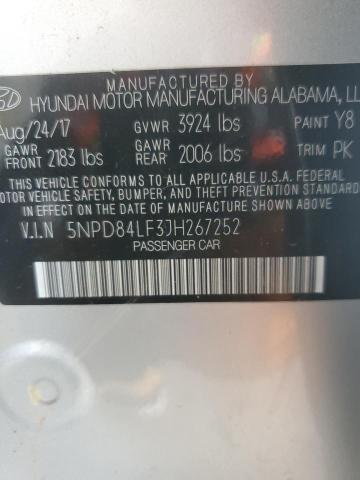 MANUFACTURED BY
HYUNDAI MOTOR MANUFACTURING ALABAMA, LL
Aug/24/17 GVWR 3924 lbs PAINT Y8
GAWR FRONT 2183 lbs GAWR REAR 2006 lbs TRIM PK
THIS VEHICLE CONFORMS TO ALL APPLICABLE U.S. FEDERAL
MOTOR VEHICLE SAFETY, BUMPER, AND THEFT PREVENTION STANDARDS
IN EFFECT ON THE DATE OF MANUFACTURE SHOWN ABOVE
V.I.N 5NPD84LF3JH267252
PASSENGER CAR